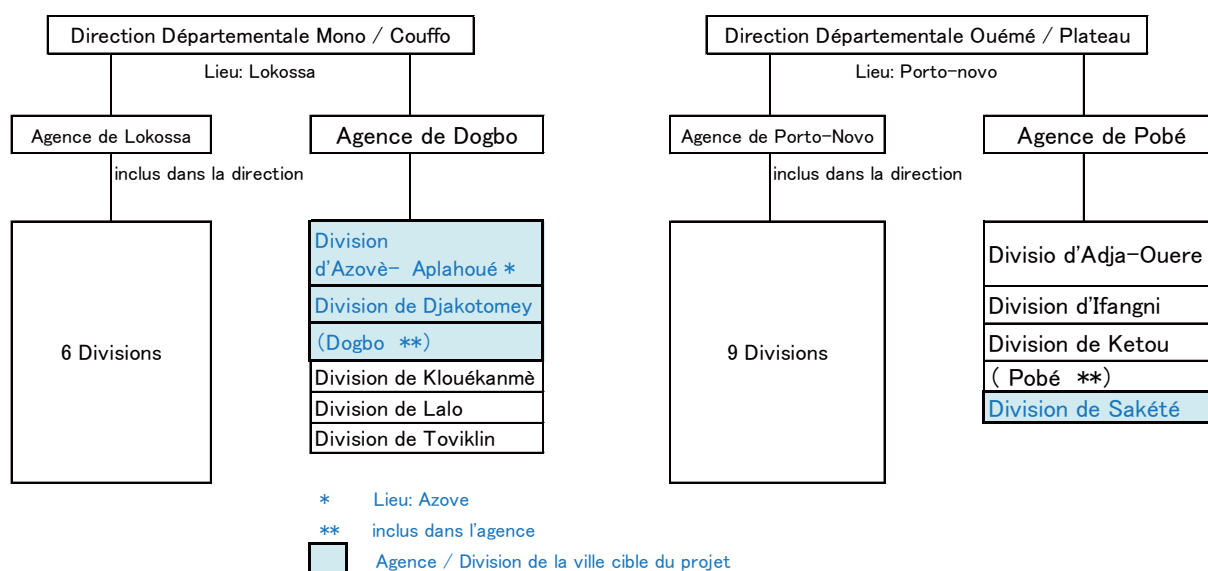 Direction Départementale Mono / Couffo
Lieu: Lokossa
Agence de Lokossa
inclus dans la direction
6 Divisions
Agence de Dogbo
Division
d'Azovè- Aplahoué *
Division de Djakotomey
(Dogbo **)
Division de Klouékanmè
Division de Lalo
Division de Toviklin
Direction Départementale Ouémé / Plateau
Lieu: Porto-novo
Agence de Porto-Novo
inclus dans la direction
9 Divisions
Agence de Pobé
Divisio d'Adja-Ouere
Division d'Ifangni
Division de Ketou
( Pobé **)
Division de Sakété
* Lieu: Azove
** inclus dans l'agence
Agence / Division de la ville cible du projet